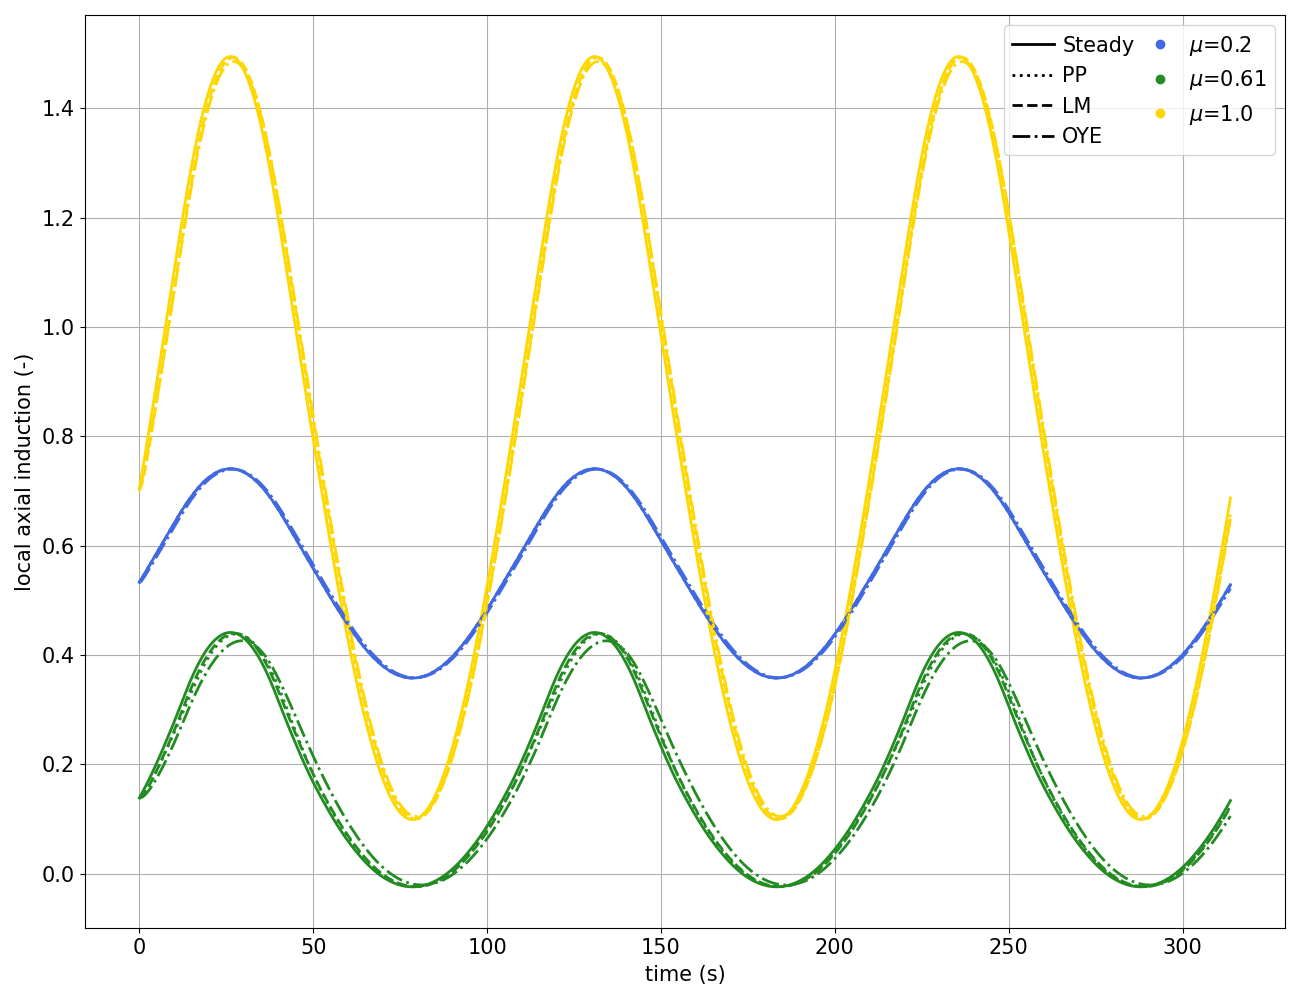 1.4
1.2
1.0
0.8
0.6
0.4
0.2
0.0
local axial induction (-)
0 50 100 150 200 250 300
time (s)
Steady
PP
LM
OYE
μ=0.2
μ=0.61
μ=1.0